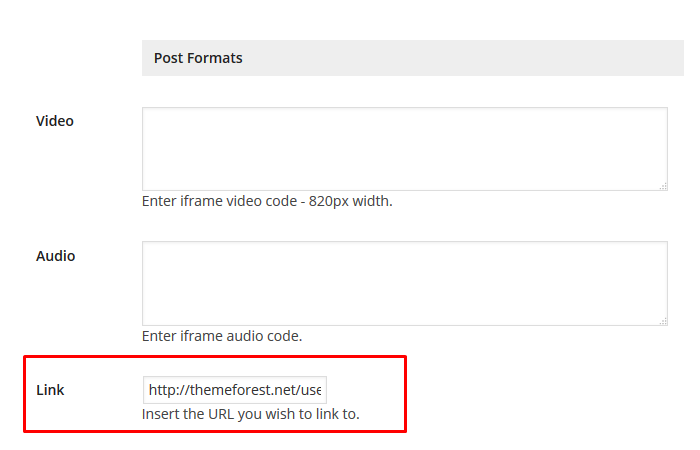 Post Formats
Video
Enter iframe video code - 820px width.
Audio
Enter iframe audio code.
Link http://themeforest.net/use
Insert the URL you wish to link to.